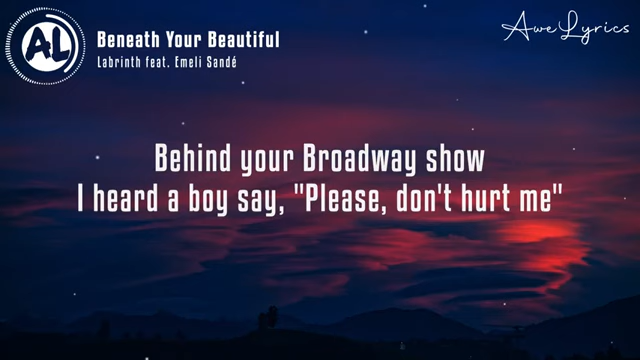 AL
Beneath Your Beautiful
Labrinth feat. Emeli Sandé
AweLyrics
Behind your Broadway show
I heard a boy say, "Please, don't hurt me"